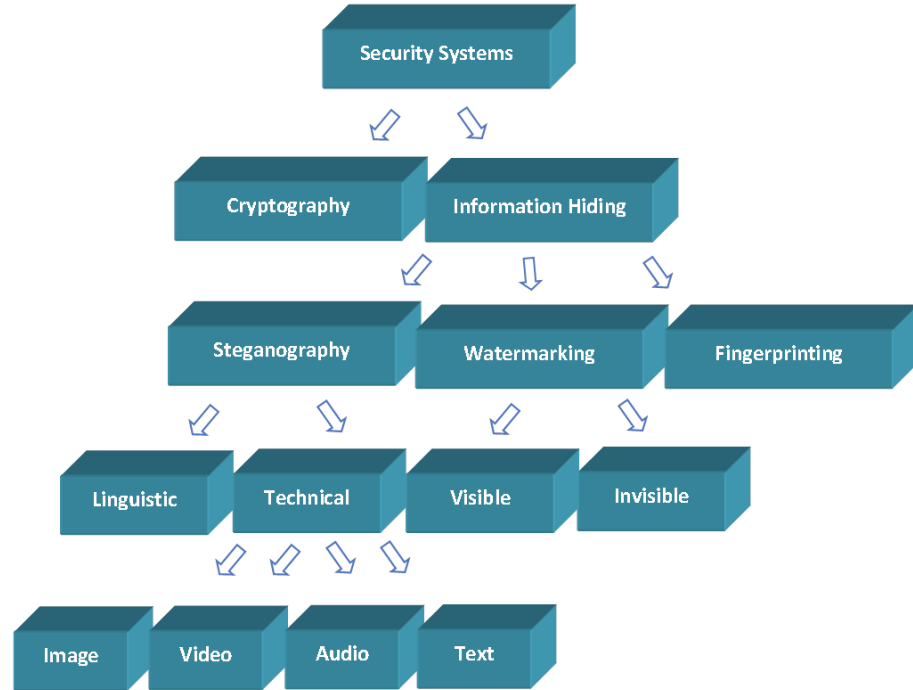 Security Systems
Cryptography
Information Hiding
Steganography
Watermarking
Fingerprinting
Linguistic
Technical
Visible
Invisible
Image
Video
Audio
Text